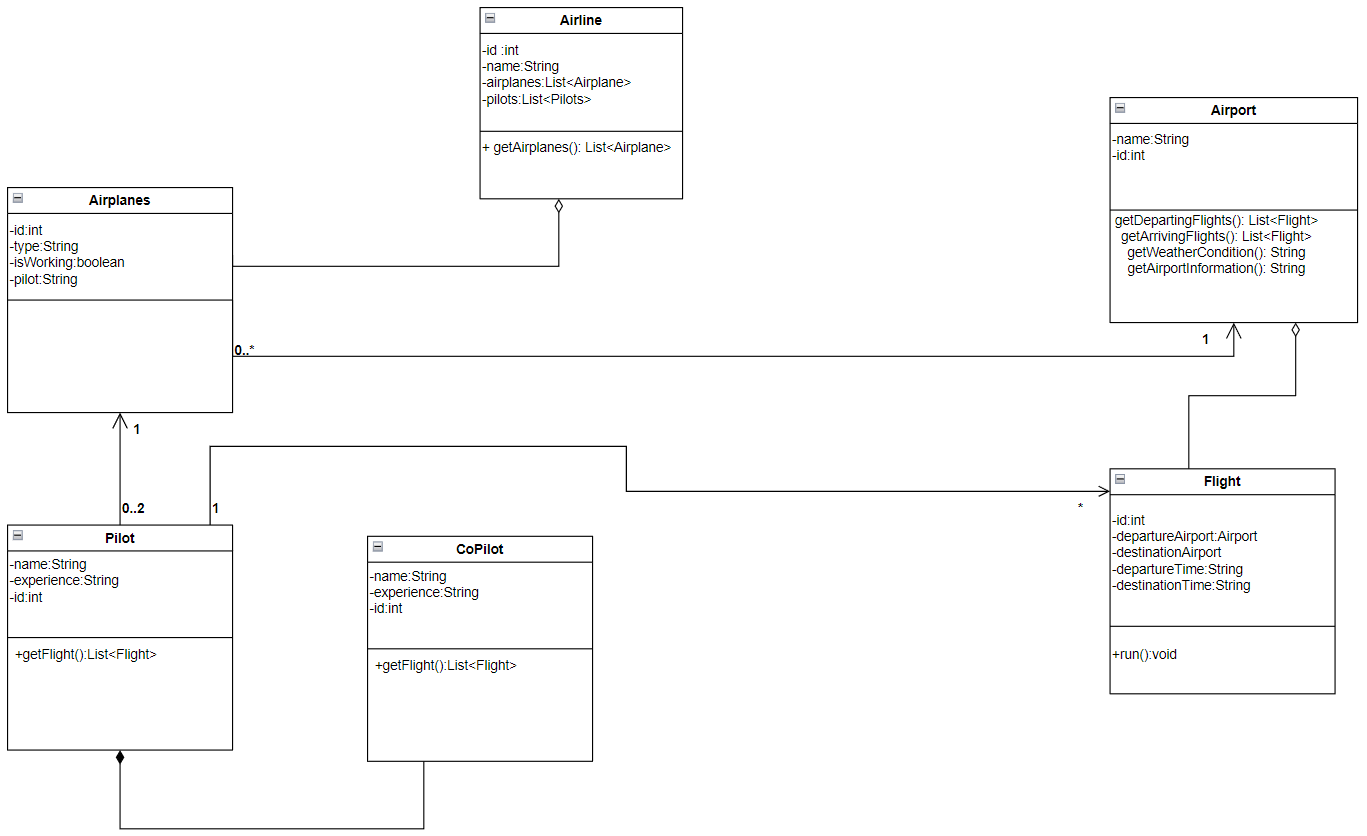 Airline
-id :int
-name:String
-airplanes:List<Airplane>
-pilots:List<Pilots>
+ getAirplanes(): List<Airplane>
Airport
-name:String
-id:int
getDepartingFlights(): List<Flight>
getArrivingFlights(): List<Flight>
getWeatherCondition(): String
getAirportInformation(): String
Airplanes
-id:int
-type:String
-isWorking:boolean
-pilot:String
0..*
1
1
0..2
1
*
Pilot
-name:String
-experience:String
-id:int
+getFlight():List<Flight>
CoPilot
-name:String
-experience:String
-id:int
+getFlight():List<Flight>
Flight
-id:int
-departureAirport:Airport
-destinationAirport
-departureTime:String
-destinationTime:String
+run():void